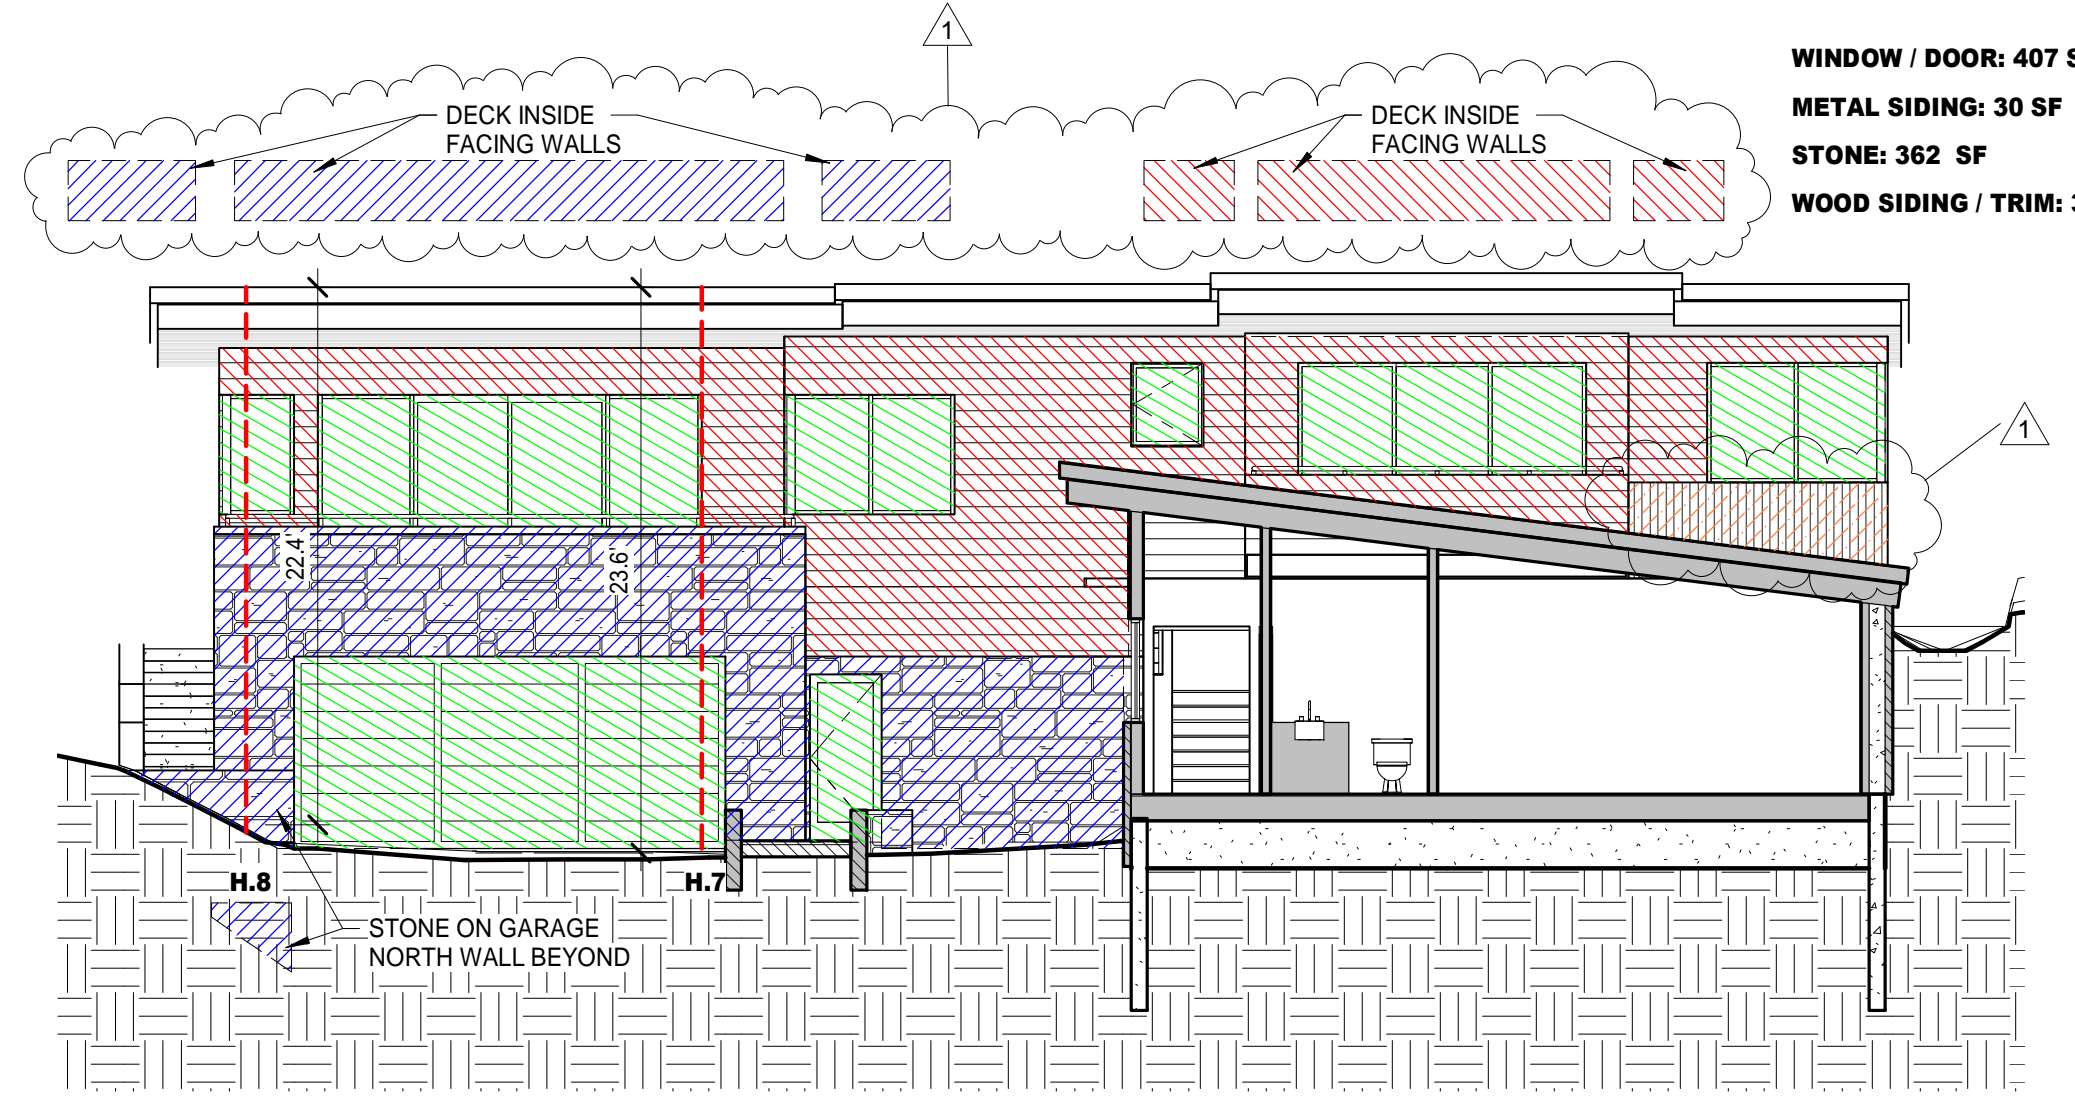 1
DECK INSIDE
FACING WALLS
DECK INSIDE
FACING WALLS
WINDOW / DOOR: 407 S
METAL SIDING: 30 SF
STONE: 362 SF
WOOD SIDING / TRIM: 3
1
22.4'
23.6'
H.8
H.7
STONE ON GARAGE
NORTH WALL BEYOND